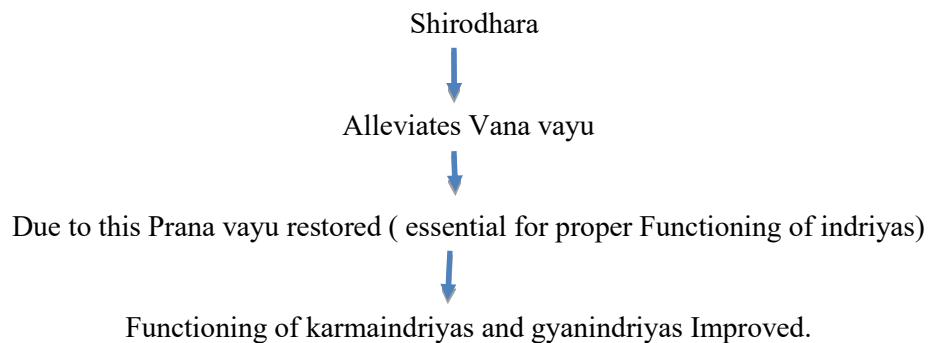 Shirodhara
Alleviates Vana vayu
Due to this Prana vayu restored ( essential for proper Functioning of indriyas)
Functioning of karmaindriyas and gyanindriyas Improved.